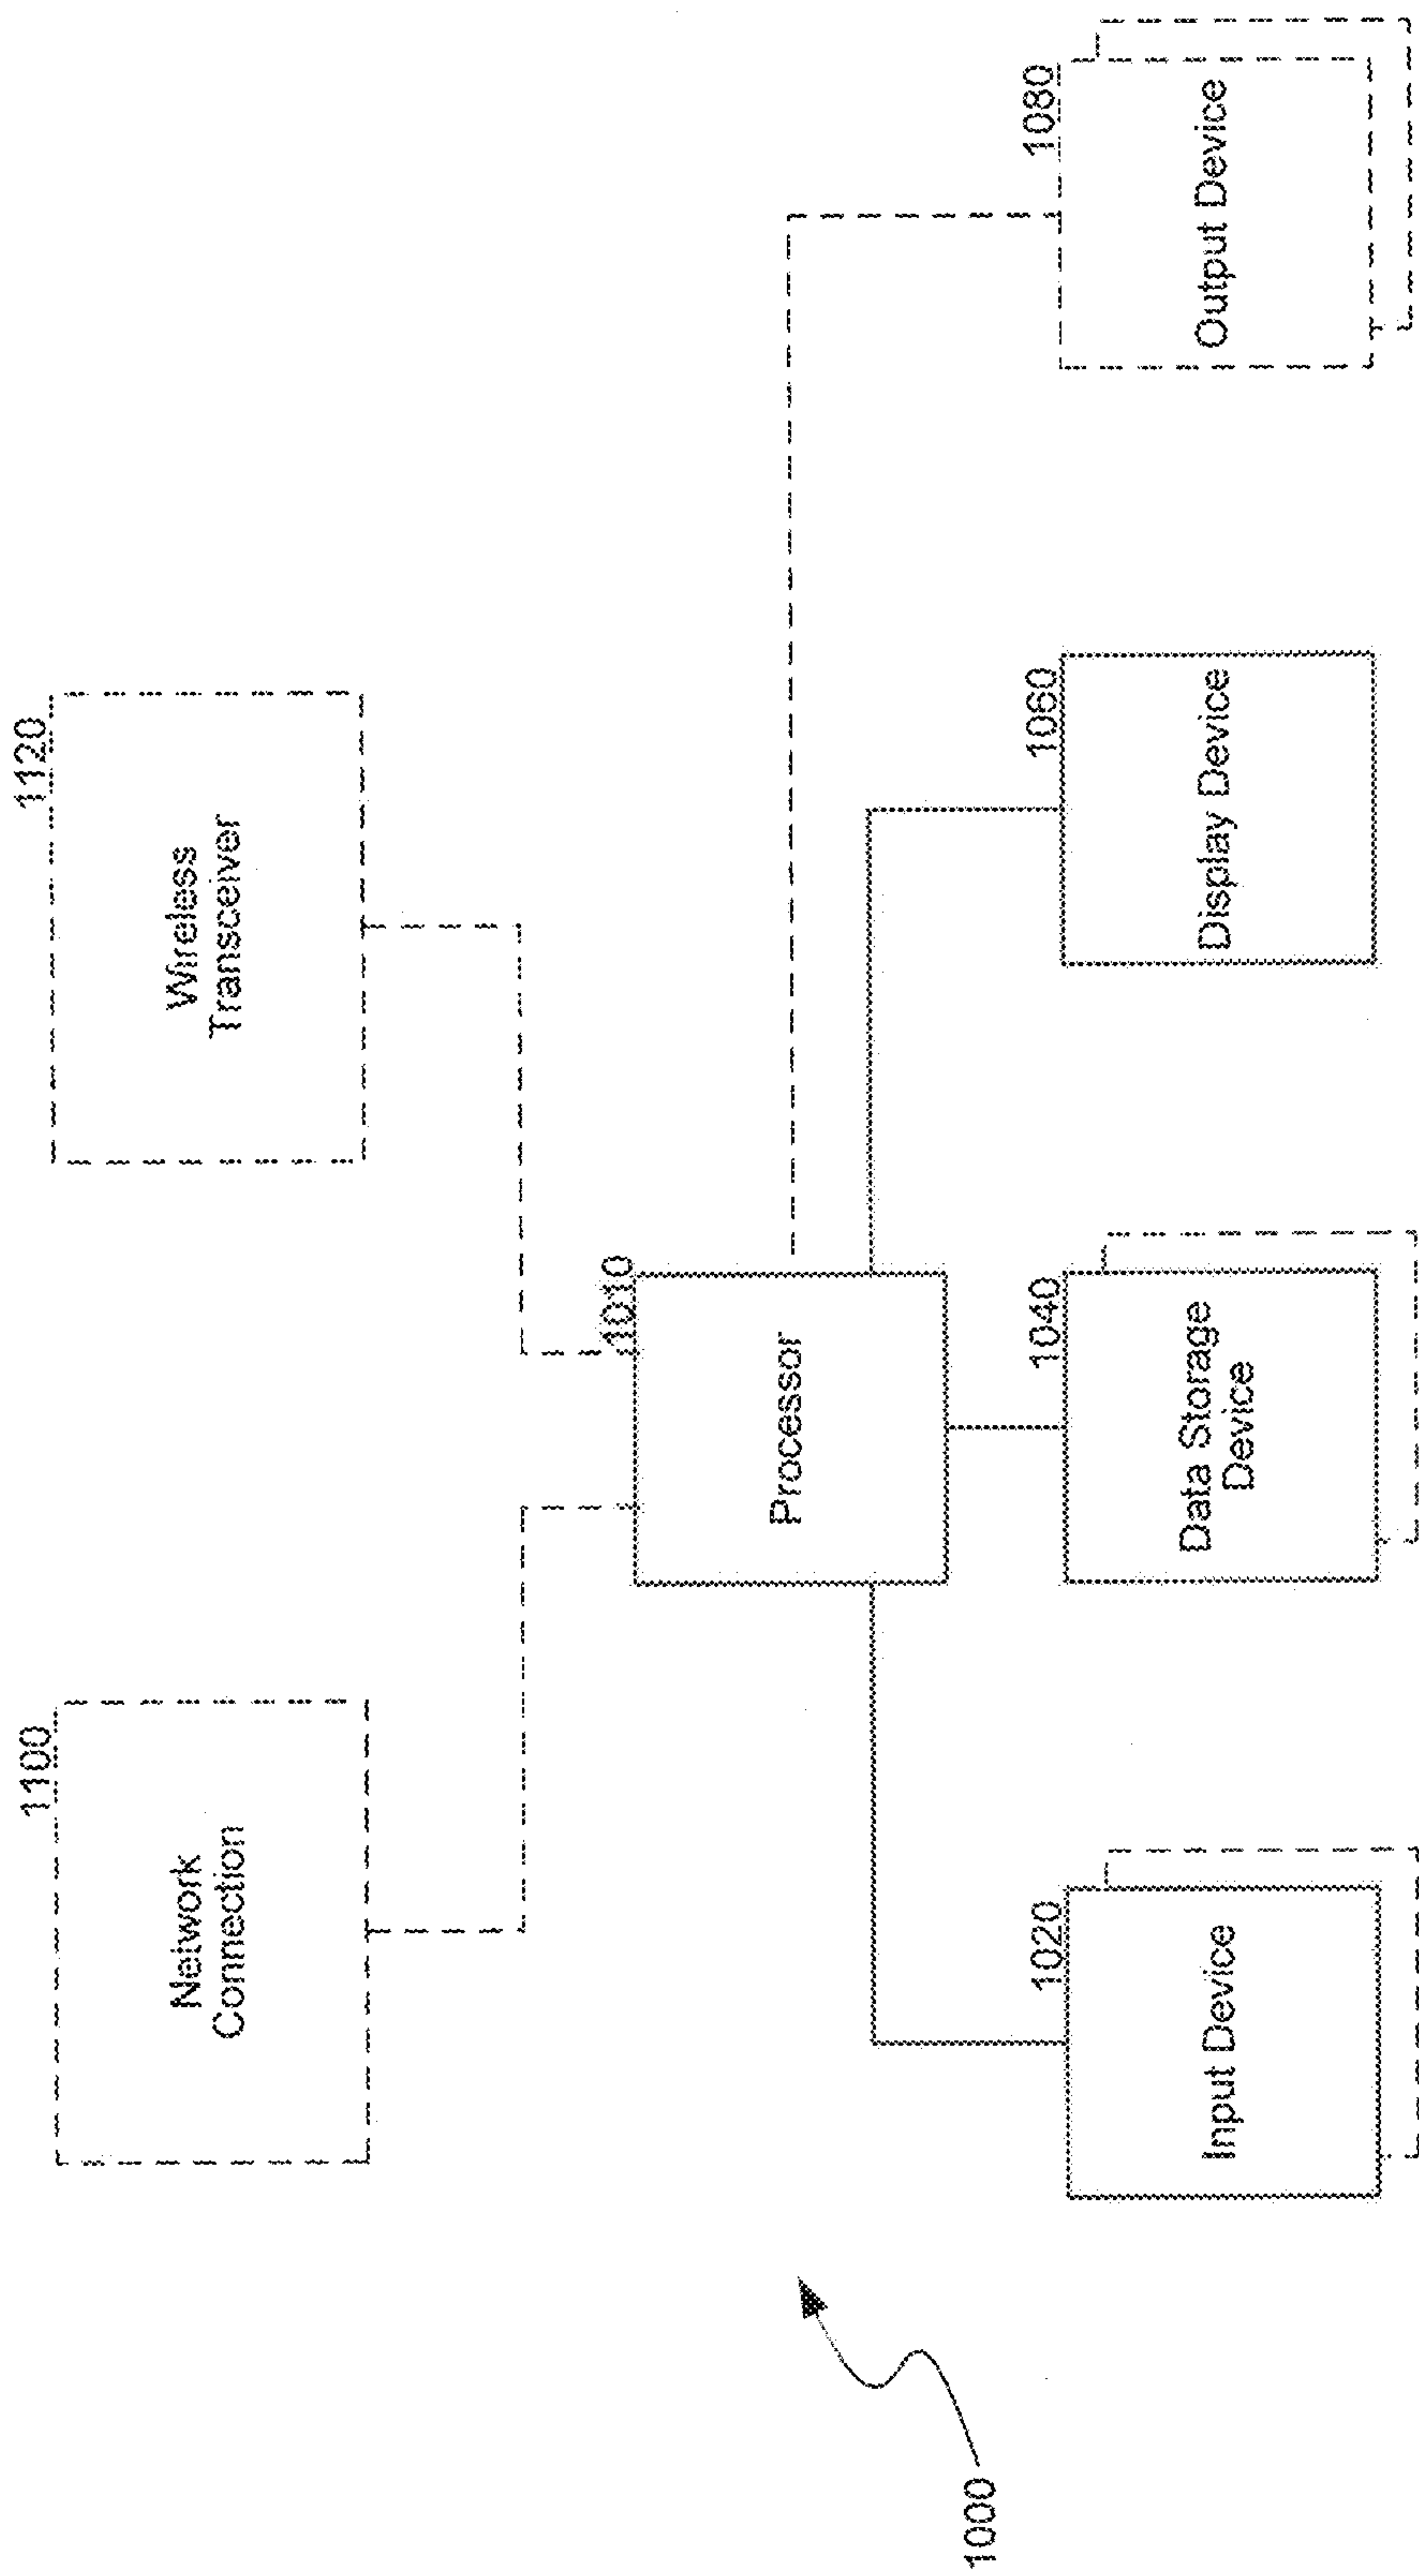 1100
Network
Connection
1120
Wireless
Transceiver
1010
Processor
1020
Input Device
1040
Data Storage
Device
1060
Display Device
1080
Output Device
1000